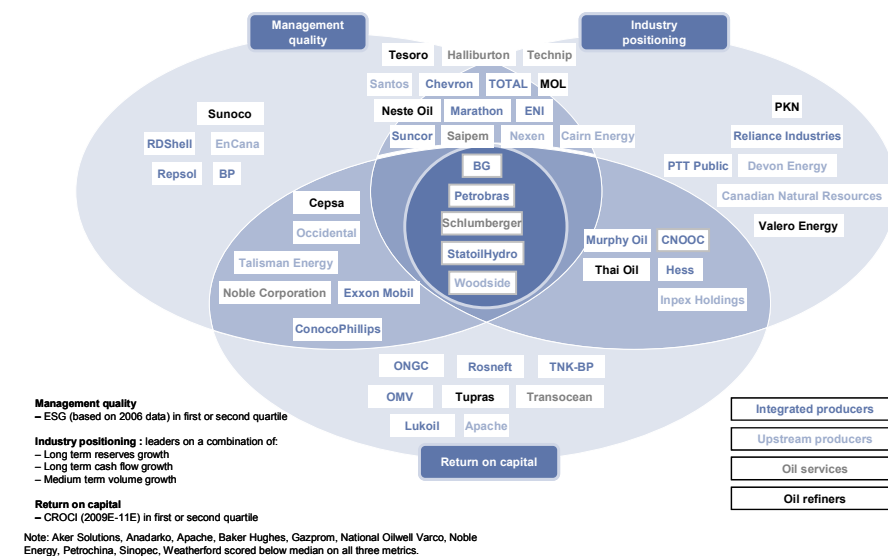 Management
quality
Industry
positioning
Tesoro
Halliburton
Technip
Santos
Chevron
TOTAL
MOL
Neste Oil
Marathon
ENI
Suncor
Saipem
Nexen
Cairn Energy
Sunoco
RDShell
EnCana
Repsol
BP
PKN
Reliance Industries
PTT Public
Devon Energy
Canadian Natural Resources
Valero Energy
BG
Petrobras
Schlumberger
StatoilHydro
Woodside
Cepsa
Occidental
Talisman Energy
Noble Corporation
Exxon Mobil
ConocoPhillips
Murphy Oil
CNOOC
Thai Oil
Hess
Inpex Holdings
ONGC
Rosneft
TNK-BP
OMV
Tupras
Transocean
Lukoil
Apache
Return on capital
Management quality
– ESG (based on 2006 data) in first or second quartile
Industry positioning : leaders on a combination of:
– Long term reserves growth
– Long term cash flow growth
– Medium term volume growth
Return on capital
– CROCI (2009E-11E) in first or second quartile
Integrated producers
Upstream producers
Oil services
Oil refiners
Note: Aker Solutions, Anadarko, Apache, Baker Hughes, Gazprom, National Oilwell Varco, Noble
Energy, Petrochina, Sinopec, Weatherford scored below median on all three metrics.